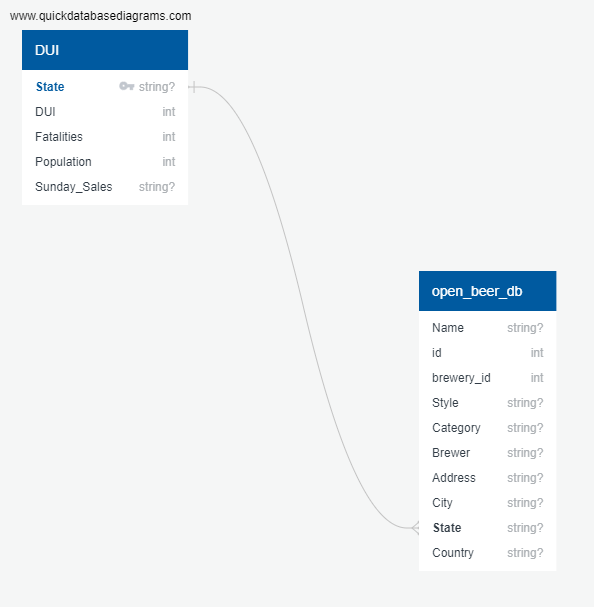 www.quickdatabasediagrams.com
DUI
State string?
DUI int
Fatalities int
Population int
Sunday_Sales string?
open_beer_db
Name string?
id int
brewery_id int
Style string?
Category string?
Brewer string?
Address string?
City string?
State string?
Country string?